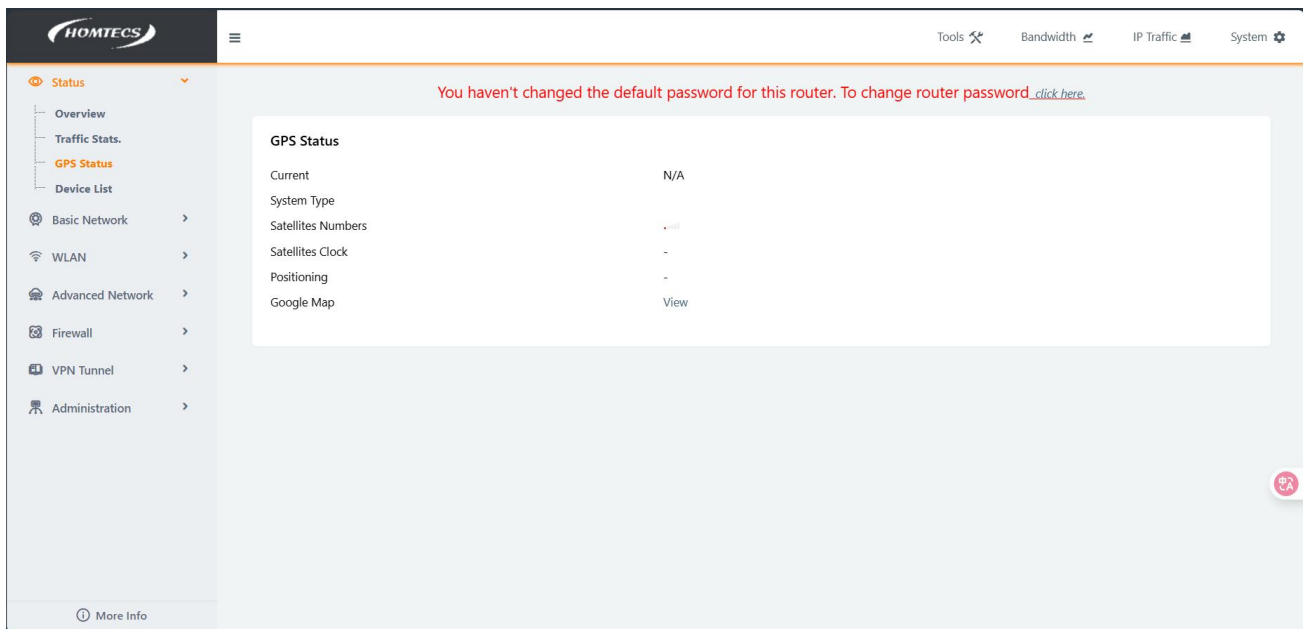 HOMTECS
Tools Bandwidth IP Traffic System
Status
Overview
Traffic Stats.
GPS Status
Device List
Basic Network
WLAN
Advanced Network
Firewall
VPN Tunnel
Administration
More Info
You haven't changed the default password for this router. To change router password click here.
GPS Status
Current N/A
System Type
Satellites Numbers
Satellites Clock -
Positioning -
Google Map View
中A